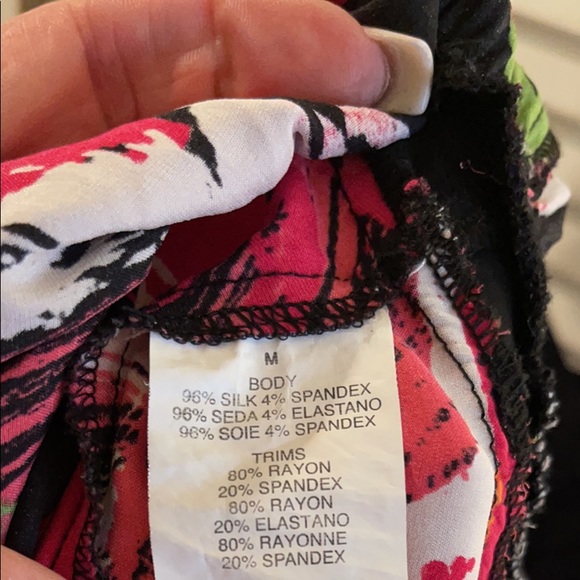 M
BODY
96% SILK 4% SPANDEX
96% SEDA 4% ELASTANO
96% SOIE 4% SPANDEX
TRIMS
80% RAYON
20% SPANDEX
80% RAYON
20% ELASTANO
80% RAYONNE
20% SPANDEX